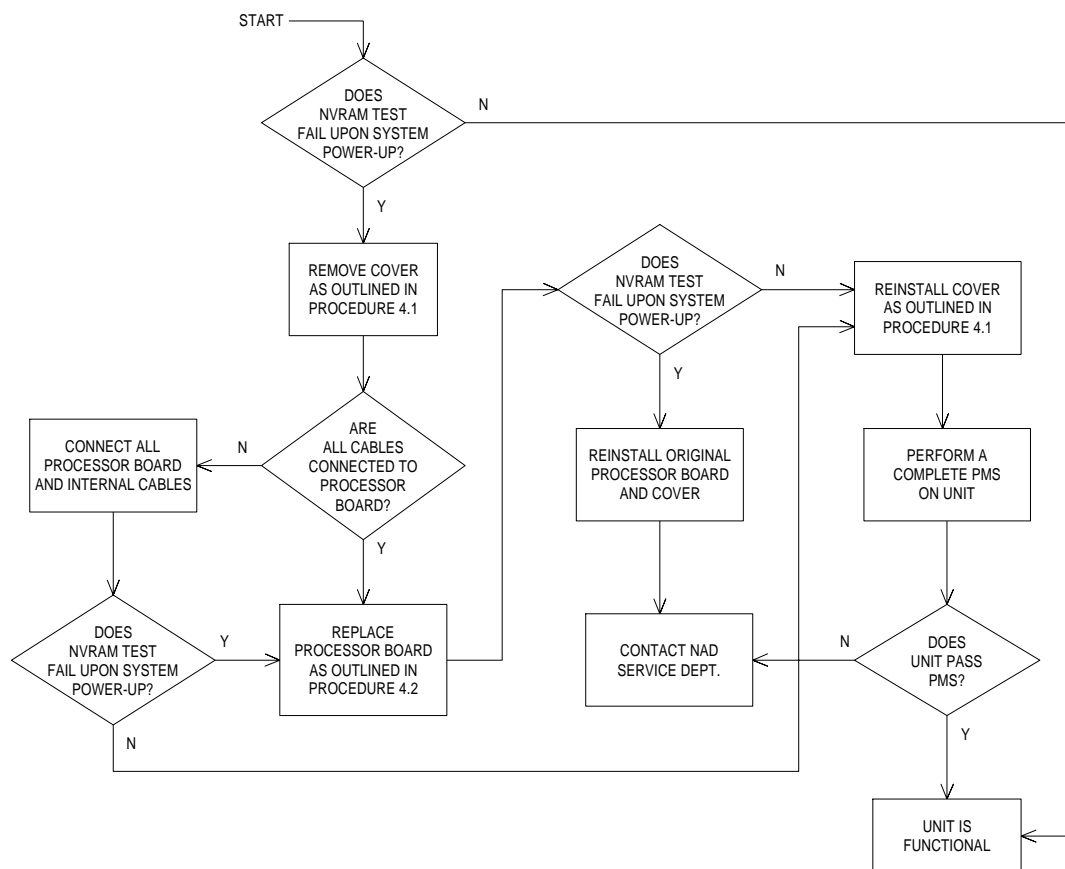 START
DOES
NVRAM TEST
FAIL UPON SYSTEM
POWER-UP?
N
Y
REMOVE COVER
AS OUTLINED IN
PROCEDURE 4.1
ARE
ALL CABLES
CONNECTED TO
PROCESSOR
BOARD?
N
Y
CONNECT ALL
PROCESSOR BOARD
AND INTERNAL CABLES
DOES
NVRAM TEST
FAIL UPON SYSTEM
POWER-UP?
Y
N
REPLACE
PROCESSOR BOARD
AS OUTLINED IN
PROCEDURE 4.2
DOES
NVRAM TEST
FAIL UPON SYSTEM
POWER-UP?
N
Y
REINSTALL ORIGINAL
PROCESSOR BOARD
AND COVER
CONTACT NAD
SERVICE DEPT.
REINSTALL COVER
AS OUTLINED IN
PROCEDURE 4.1
PERFORM A
COMPLETE PMS
ON UNIT
DOES
UNIT PASS
PMS?
N
Y
UNIT IS
FUNCTIONAL